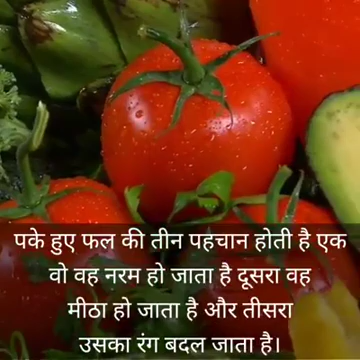 पके हुए फल की तीन पहचान होती है एक
वो वह नरम हो जाता है दूसरा वह
मीठा हो जाता है और तीसरा
उसका रंग बदल जाता है।